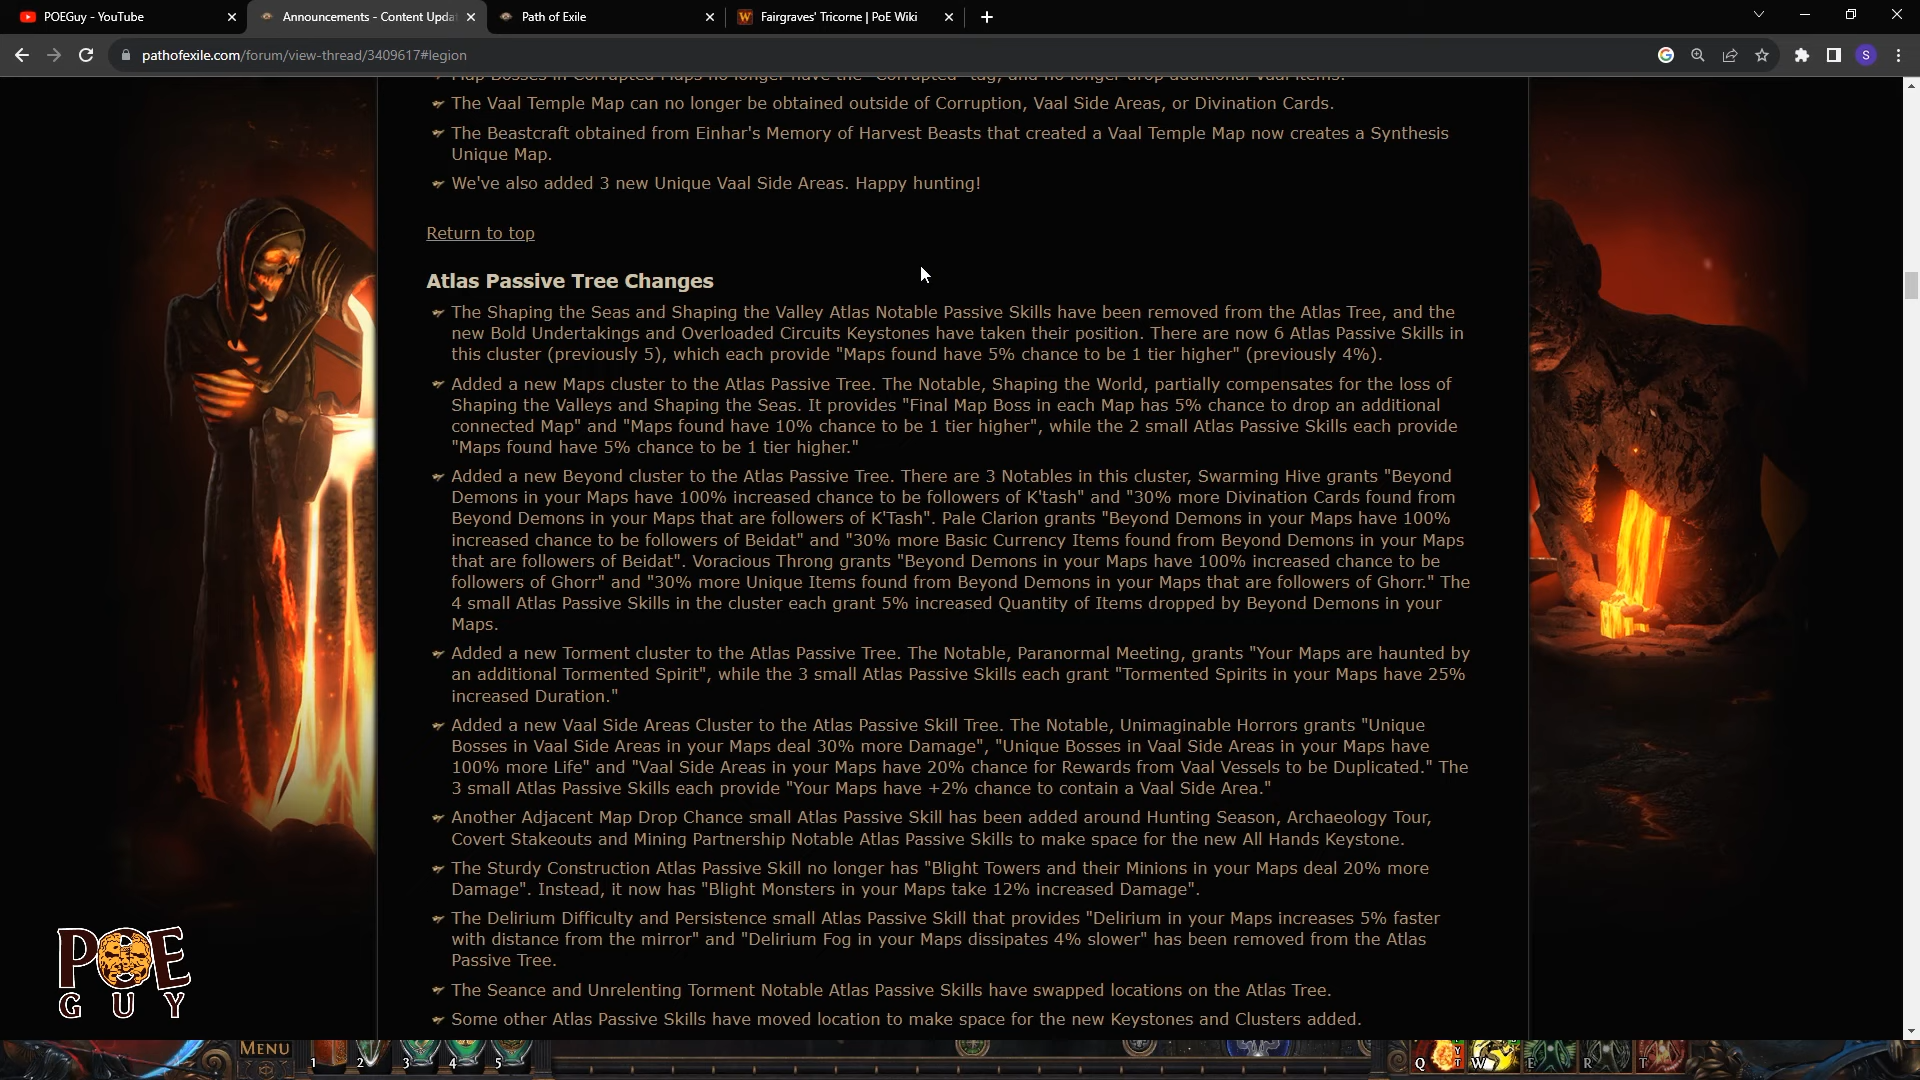 POEGuy - YouTube
Announcements - Content Upda
Path of Exile
Fairgraves' Tricorne | PoE Wiki
pathofexile.com/forum/view-thread/3409617#legion
S
Map Bosses in Corrupted Maps no longer have the "Corrupted" tag, and no longer drop additional Vaal items.
The Vaal Temple Map can no longer be obtained outside of Corruption, Vaal Side Areas, or Divination Cards.
The Beastcraft obtained from Einhar's Memory of Harvest Beasts that created a Vaal Temple Map now creates a Synthesis
Unique Map.
We've also added 3 new Unique Vaal Side Areas. Happy hunting!
Return to top
Atlas Passive Tree Changes
The Shaping the Seas and Shaping the Valley Atlas Notable Passive Skills have been removed from the Atlas Tree, and the
new Bold Undertakings and Overloaded Circuits Keystones have taken their position. There are now 6 Atlas Passive Skills in
this cluster (previously 5), which each provide "Maps found have 5% chance to be 1 tier higher" (previously 4%).
Added a new Maps cluster to the Atlas Passive Tree. The Notable, Shaping the World, partially compensates for the loss of
Shaping the Valleys and Shaping the Seas. It provides "Final Map Boss in each Map has 5% chance to drop an additional
connected Map" and "Maps found have 10% chance to be 1 tier higher", while the 2 small Atlas Passive Skills each provide
"Maps found have 5% chance to be 1 tier higher."
Added a new Beyond cluster to the Atlas Passive Tree. There are 3 Notables in this cluster, Swarming Hive grants "Beyond
Demons in your Maps have 100% increased chance to be followers of K'tash" and "30% more Divination Cards found from
Beyond Demons in your Maps that are followers of K'Tash". Pale Clarion grants "Beyond Demons in your Maps have 100%
increased chance to be followers of Beidat" and "30% more Basic Currency Items found from Beyond Demons in your Maps
that are followers of Beidat". Voracious Throng grants "Beyond Demons in your Maps have 100% increased chance to be
followers of Ghorr" and "30% more Unique Items found from Beyond Demons in your Maps that are followers of Ghorr." The
4 small Atlas Passive Skills in the cluster each grant 5% increased Quantity of Items dropped by Beyond Demons in your
Maps.
Added a new Torment cluster to the Atlas Passive Tree. The Notable, Paranormal Meeting, grants "Your Maps are haunted by
an additional Tormented Spirit", while the 3 small Atlas Passive Skills each grant "Tormented Spirits in your Maps have 25%
increased Duration."
Added a new Vaal Side Areas Cluster to the Atlas Passive Skill Tree. The Notable, Unimaginable Horrors grants "Unique
Bosses in Vaal Side Areas in your Maps deal 30% more Damage", "Unique Bosses in Vaal Side Areas in your Maps have
100% more Life" and "Vaal Side Areas in your Maps have 20% chance for Rewards from Vaal Vessels to be Duplicated." The
3 small Atlas Passive Skills each provide "Your Maps have +2% chance to contain a Vaal Side Area."
Another Adjacent Map Drop Chance small Atlas Passive Skill has been added around Hunting Season, Archaeology Tour,
Covert Stakeouts and Mining Partnership Notable Atlas Passive Skills to make space for the new All Hands Keystone.
The Sturdy Construction Atlas Passive Skill no longer has "Blight Towers and their Minions in your Maps deal 20% more
Damage". Instead, it now has "Blight Monsters in your Maps take 12% increased Damage".
The Delirium Difficulty and Persistence small Atlas Passive Skill that provides "Delirium in your Maps increases 5% faster
with distance from the mirror" and "Delirium Fog in your Maps dissipates 4% slower" has been removed from the Atlas
Passive Tree.
The Seance and Unrelenting Torment Notable Atlas Passive Skills have swapped locations on the Atlas Tree.
Some other Atlas Passive Skills have moved location to make space for the new Keystones and Clusters added.
POE
GUY
MENU
1 2 3 4 5
Q W E R T